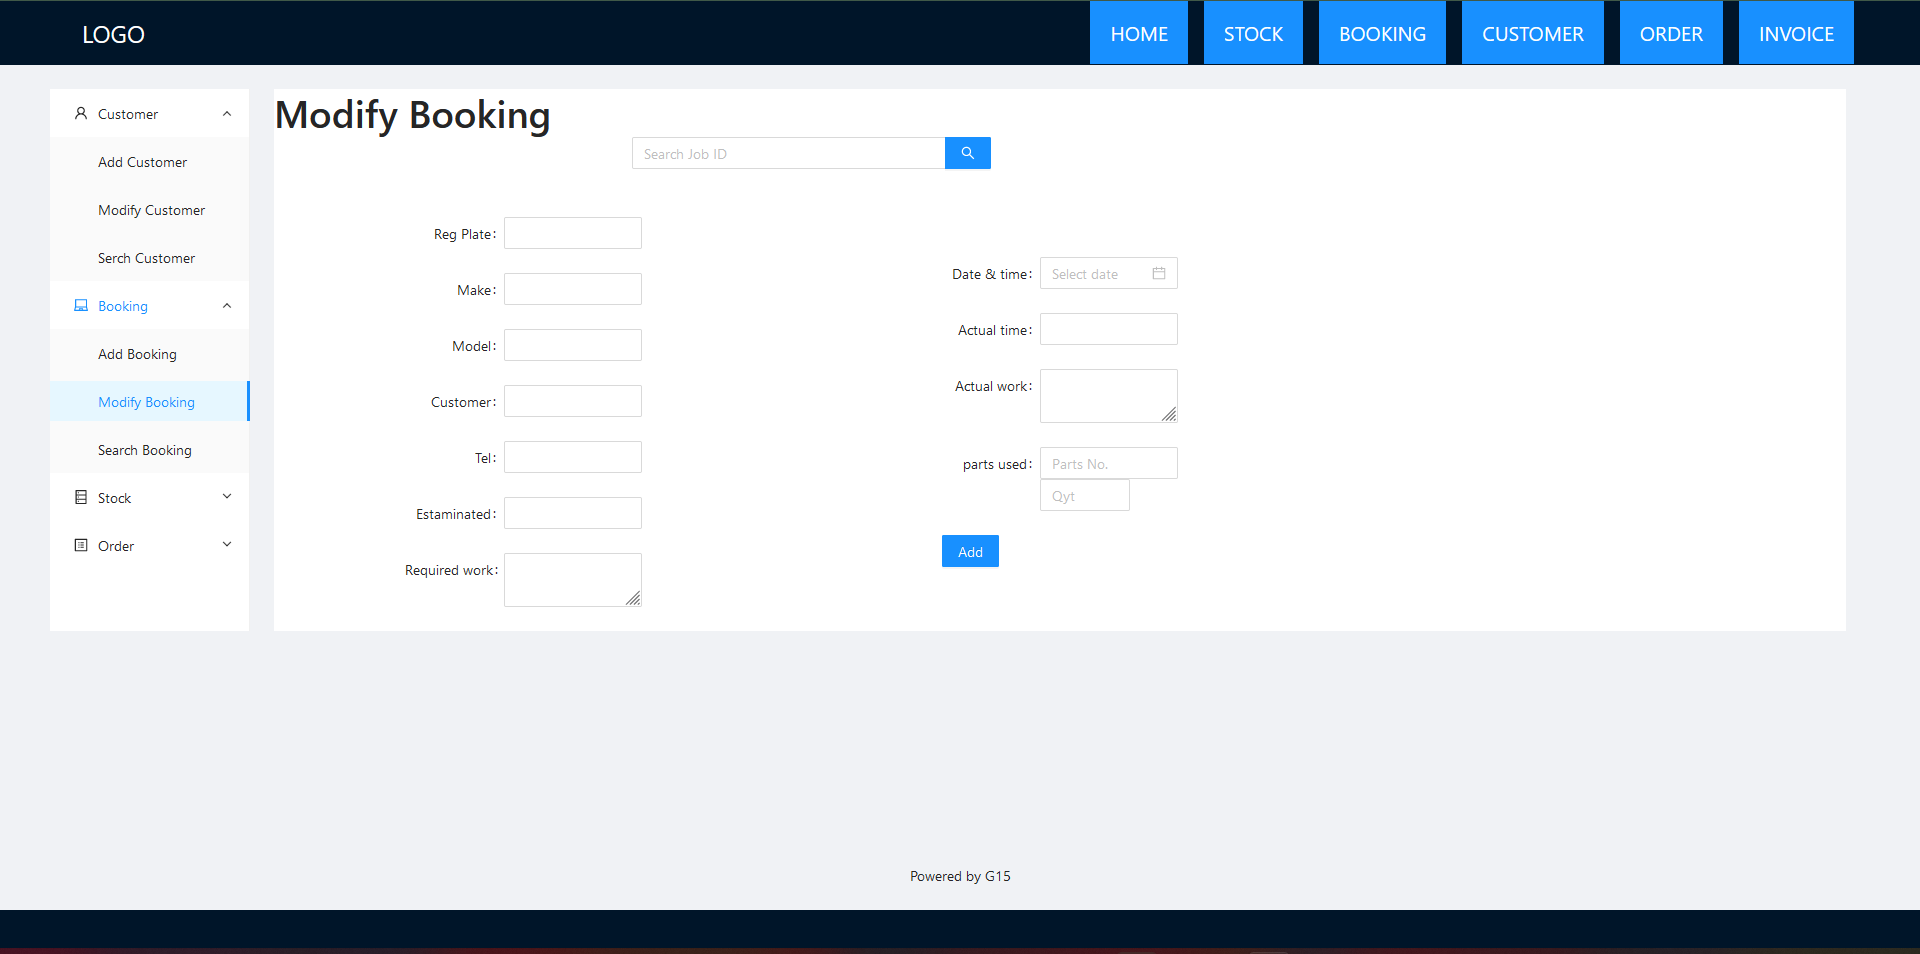 LOGO
HOME
STOCK
BOOKING
CUSTOMER
ORDER
INVOICE
Customer
Add Customer
Modify Customer
Serch Customer
Booking
Add Booking
Modify Booking
Search Booking
Stock
Order
Modify Booking
Search Job ID
Reg Plate:
Make:
Model:
Customer:
Tel:
Estaminated:
Required work:
Date & time:
Select date
Actual time:
Actual work:
parts used:
Parts No.
Qyt
Add
Powered by G15